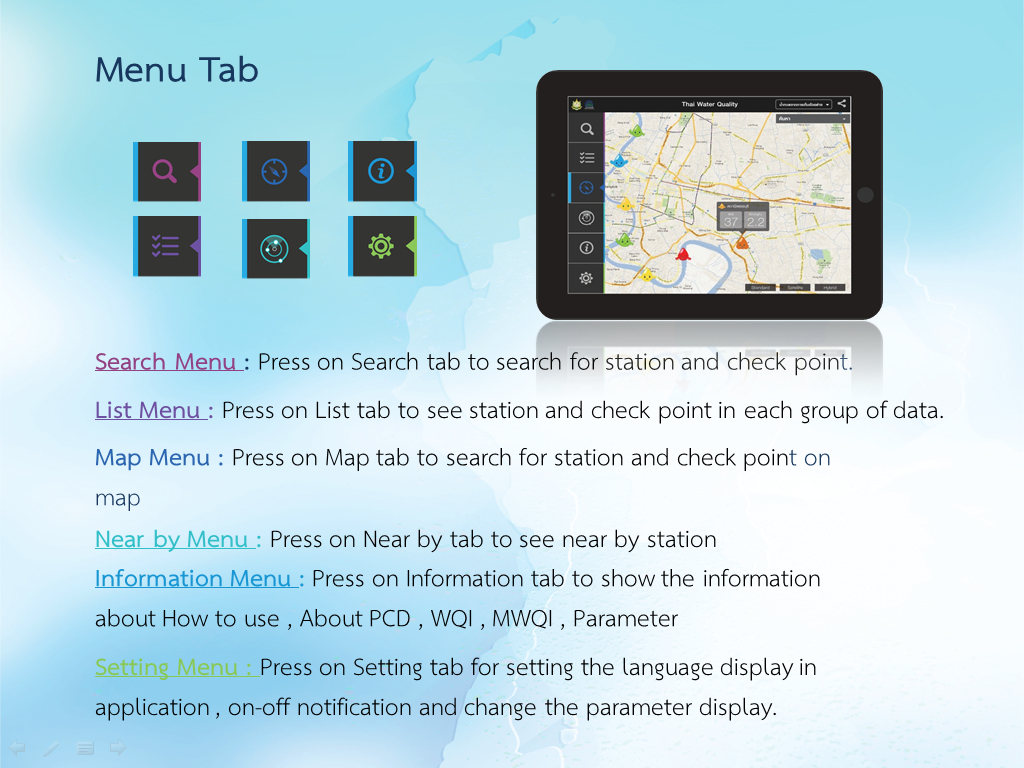 Menu Tab
Thai Water Quality
ค้นหา
37 2.2
Standard Satellite Hybrid
Search Menu : Press on Search tab to search for station and check point.
List Menu : Press on List tab to see station and check point in each group of data.
Map Menu : Press on Map tab to search for station and check point on
map
Near by Menu : Press on Near by tab to see near by station
Information Menu : Press on Information tab to show the information
about How to use , About PCD , WQI , MWQI , Parameter
Setting Menu : Press on Setting tab for setting the language display in
application , on-off notification and change the parameter display.